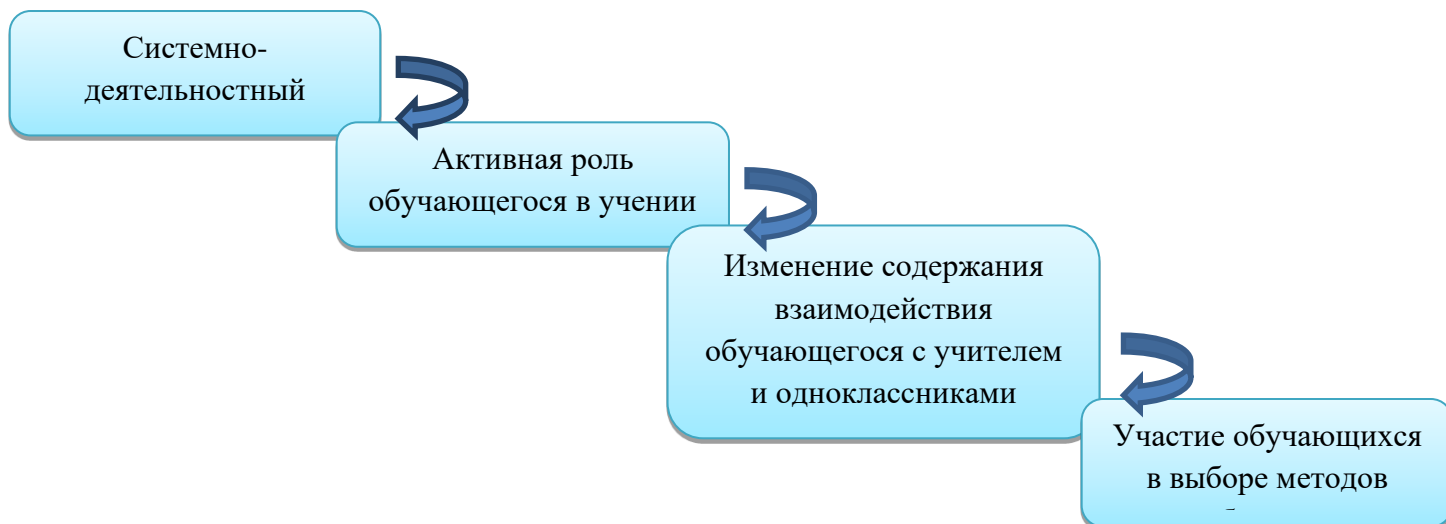 Системно-
деятельностный
Активная роль
обучающегося в учении
Изменение содержания
взаимодействия
обучающегося с учителем
и одноклассниками
Участие обучающихся
в выборе методов